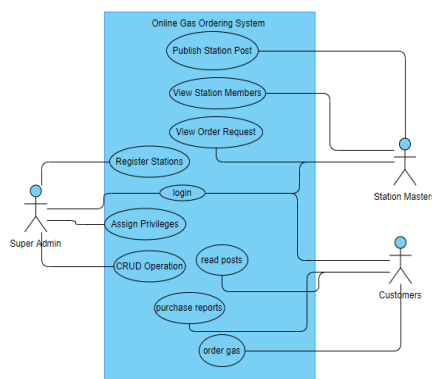 Online Gas Ordering System
Publish Station Post
View Station Members
View Order Request
Register Stations
login
Station Masters
Assign Privileges
Super Admin
read posts
CRUD Operation
Customers
purchase reports
order gas